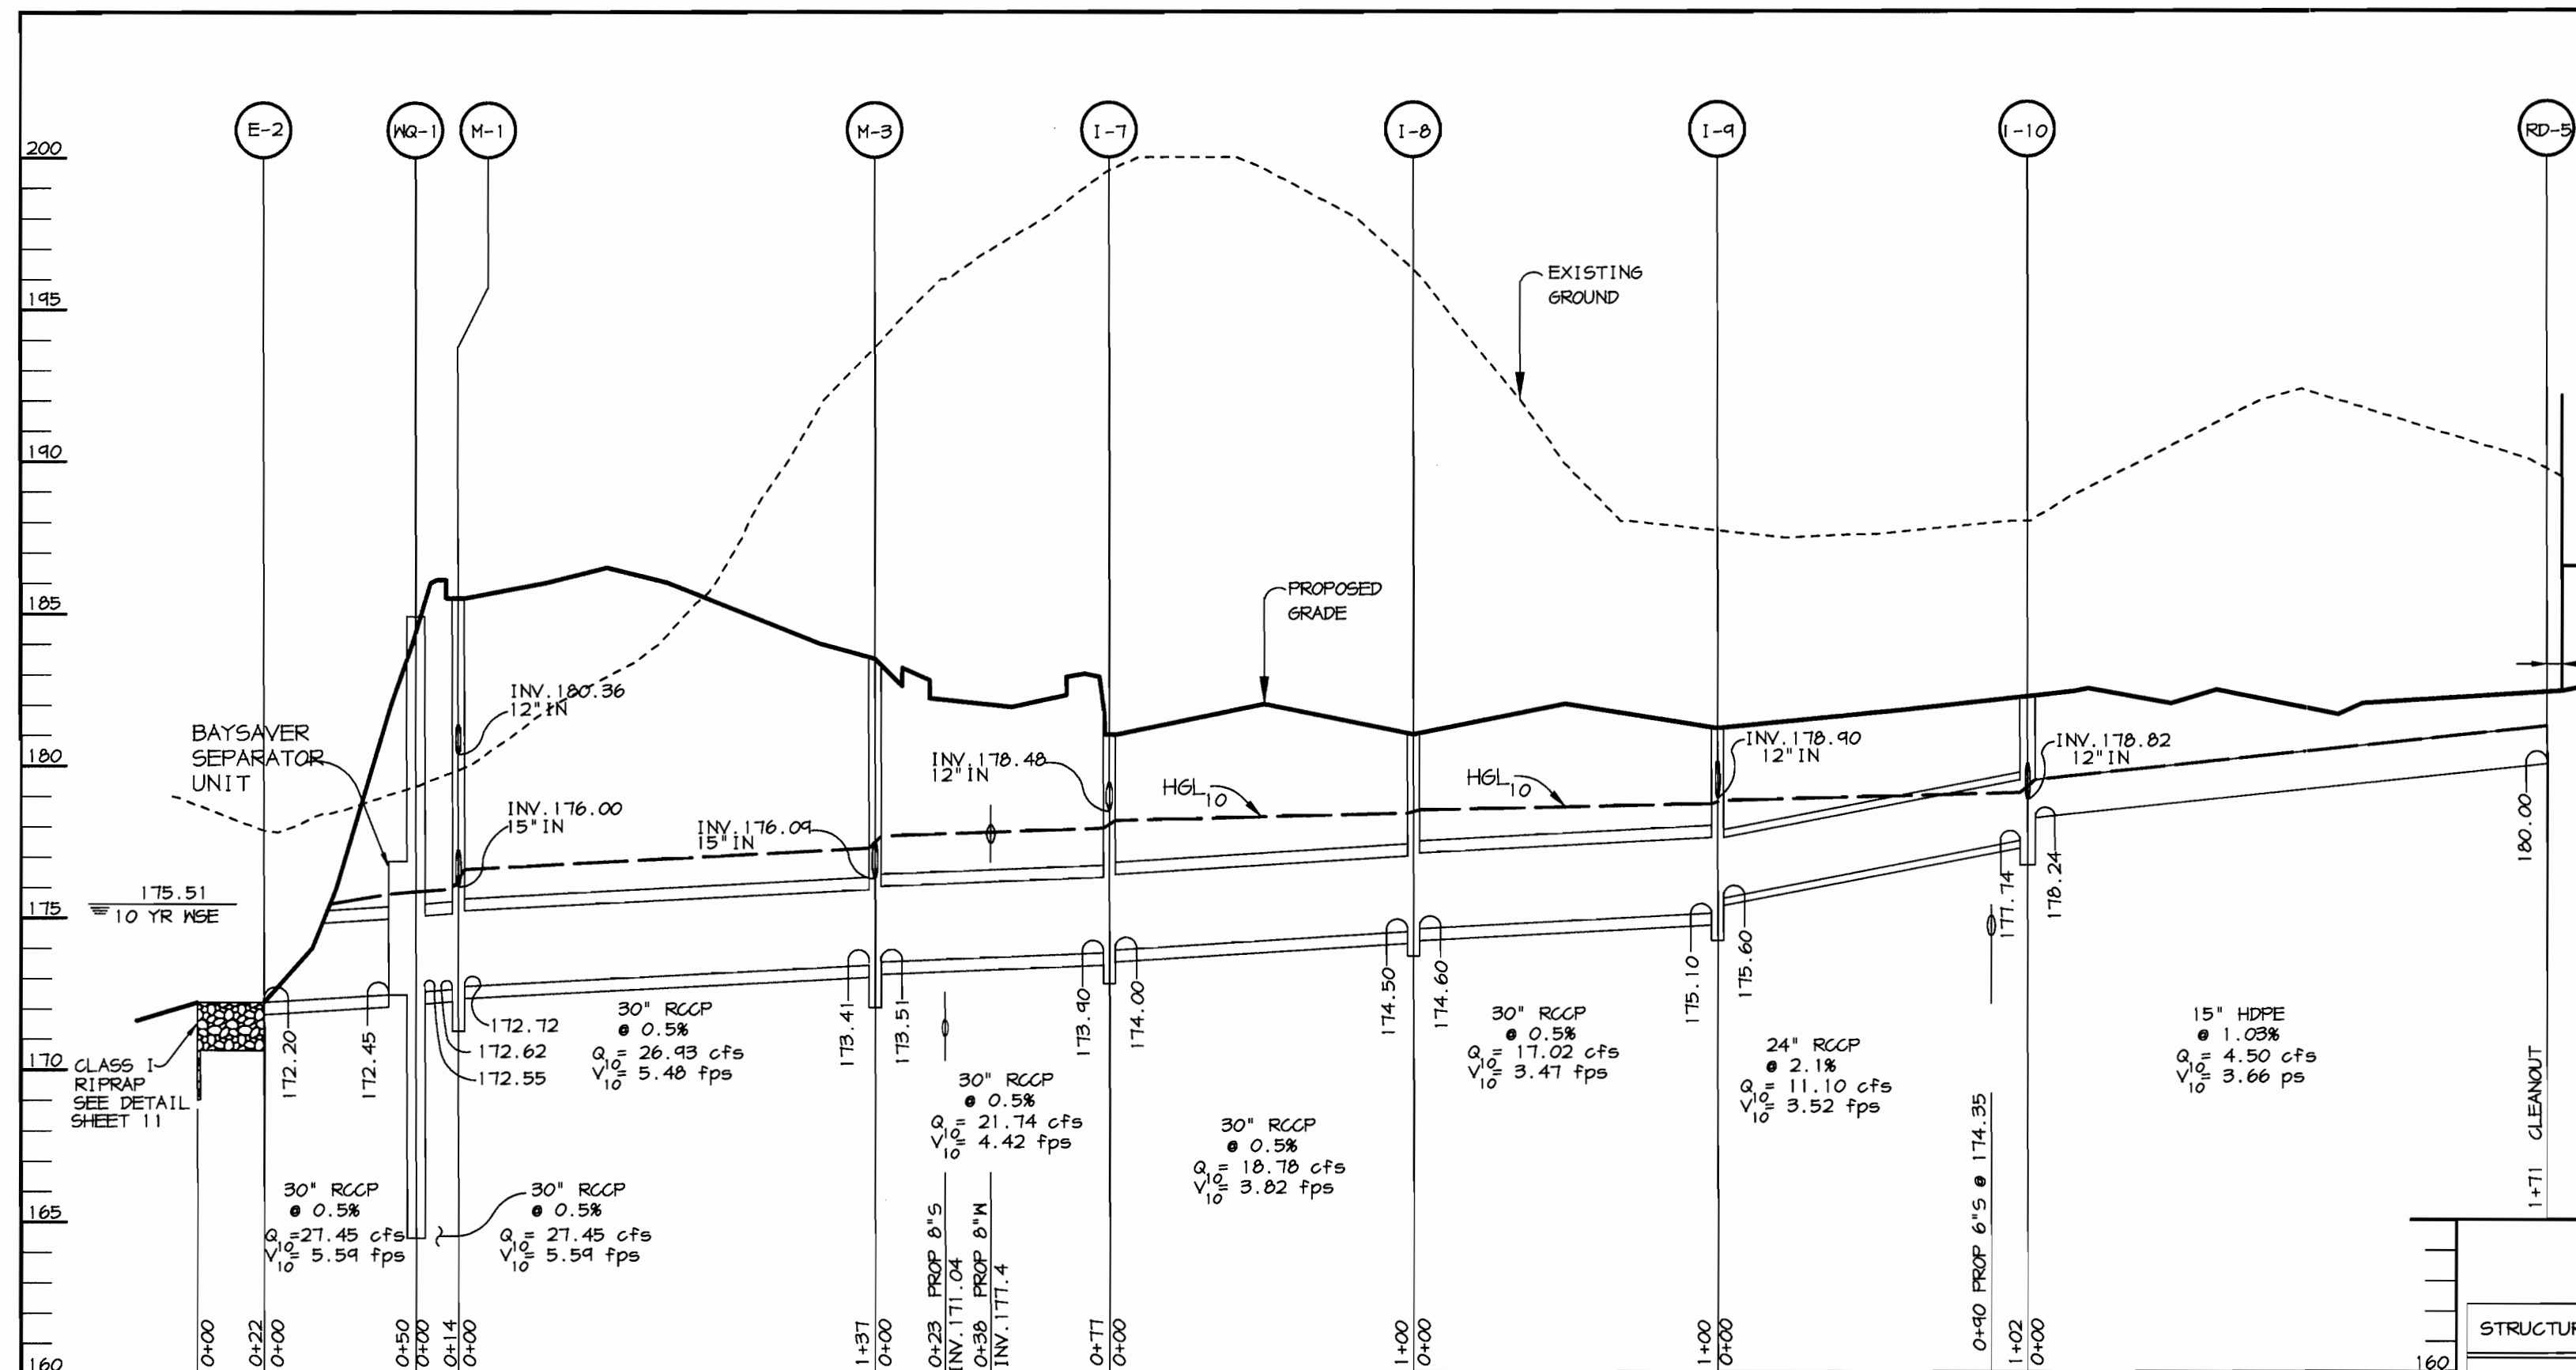 E-2
WQ-1
M-1
M-3
I-7
I-8
I-9
I-10
RD-5
200
195
190
185
180
175
170
165
160
EXISTING
GROUND
PROPOSED
GRADE
BAYSAVER
SEPARATOR
UNIT
INV.180.36
12" IN
INV.176.00
15" IN
INV.176.09
15" IN
INV.178.48
12" IN
HGL10
HGL10
INV.178.90
12" IN
INV.178.82
12" IN
175.51
10 YR WSE
CLASS I
RIPRAP
SEE DETAIL
SHEET 11
172.20
172.45
172.72
172.62
172.55
173.41
173.51
173.90
174.00
174.50
174.60
175.10
175.60
177.74
178.24
180.00
30" RCCP
@ 0.5%
Q10=27.45 cfs
V10= 5.59 fps
30" RCCP
@ 0.5%
Q10= 27.45 cfs
V10= 5.59 fps
30" RCCP
@ 0.5%
Q10= 26.93 cfs
V10= 5.48 fps
30" RCCP
@ 0.5%
Q10= 21.74 cfs
V10= 4.42 fps
30" RCCP
@ 0.5%
Q10= 18.78 cfs
V10= 3.82 fps
30" RCCP
@ 0.5%
Q10= 17.02 cfs
V10= 3.47 fps
24" RCCP
@ 2.1%
Q10= 11.10 cfs
V10= 3.52 fps
15" HDPE
@ 1.03%
Q10= 4.50 cfs
V10= 3.66 ps
0+00
0+22
0+00
0+50
0+00
0+14
0+00
1+37
0+00
0+23 PROP 8"S
INV.171.04
0+38 PROP 8"W
INV.177.4
0+77
0+00
1+00
0+00
1+00
0+00
0+90 PROP 6"S @ 174.35
1+02
0+00
1+71 CLEANOUT
160